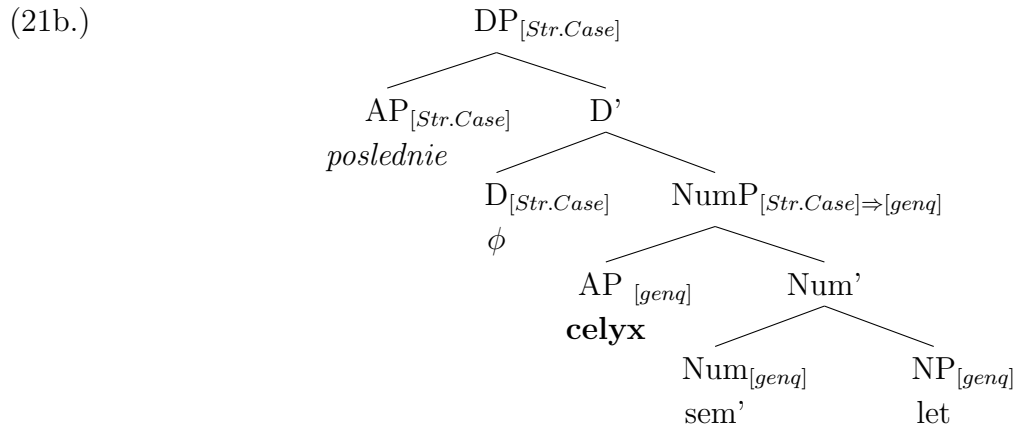 (21b.) DP[Str.Case]
AP[Str.Case] D'
poslednie
D[Str.Case] NumP[Str.Case]⇒[genq]
ϕ
AP [genq] Num'
celyx
Num[genq] NP[genq]
sem' let